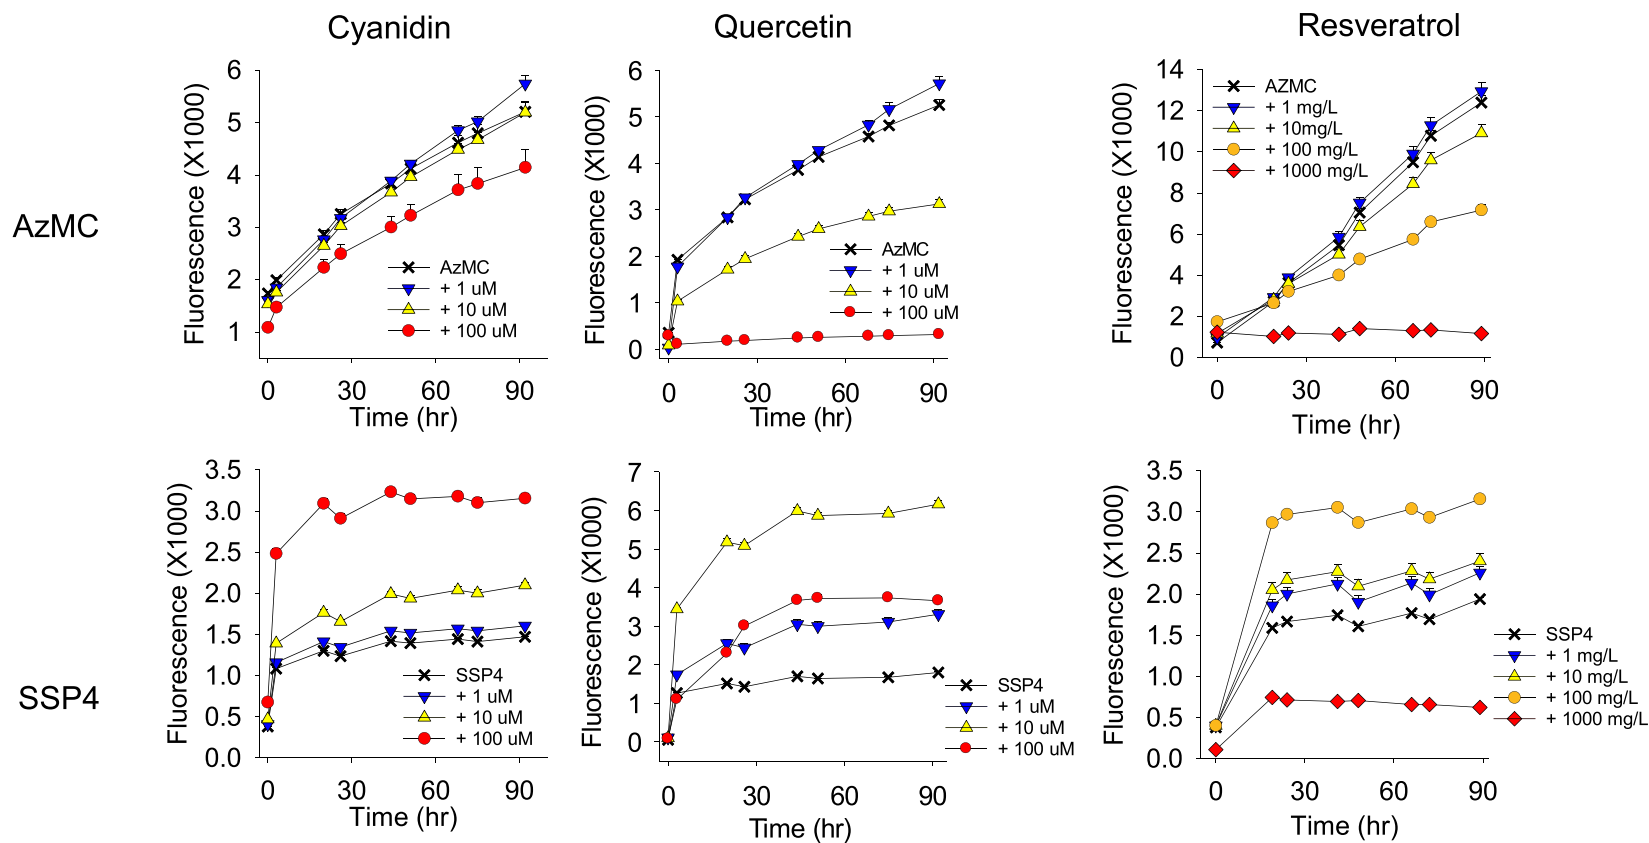 Cyanidin
Quercetin
Resveratrol
AzMC
Fluorescence (X1000)
6
5
4
3
2
1
0 30 60 90
Time (hr)
AzMC
+ 1 uM
+ 10 uM
+ 100 uM
Fluorescence (X1000)
6
5
4
3
2
1
0
0 30 60 90
Time (hr)
AzMC
+ 1 uM
+ 10 uM
+ 100 uM
Fluorescence (X1000)
14
12
10
8
6
4
2
0
0 30 60 90
Time (hr)
AZMC
+ 1 mg/L
+ 10mg/L
+ 100 mg/L
+ 1000 mg/L
SSP4
Fluorescence (X1000)
3.5
3.0
2.5
2.0
1.5
1.0
0.5
0.0
0 30 60 90
Time (hr)
SSP4
+ 1 uM
+ 10 uM
+ 100 uM
Fluorescence (X1000)
7
6
5
4
3
2
1
0
0 30 60 90
Time (hr)
SSP4
+ 1 uM
+ 10 uM
+ 100 uM
Fluorescence (X1000)
3.5
3.0
2.5
2.0
1.5
1.0
0.5
0.0
0 30 60 90
Time (hr)
SSP4
+ 1 mg/L
+ 10 mg/L
+ 100 mg/L
+ 1000 mg/L